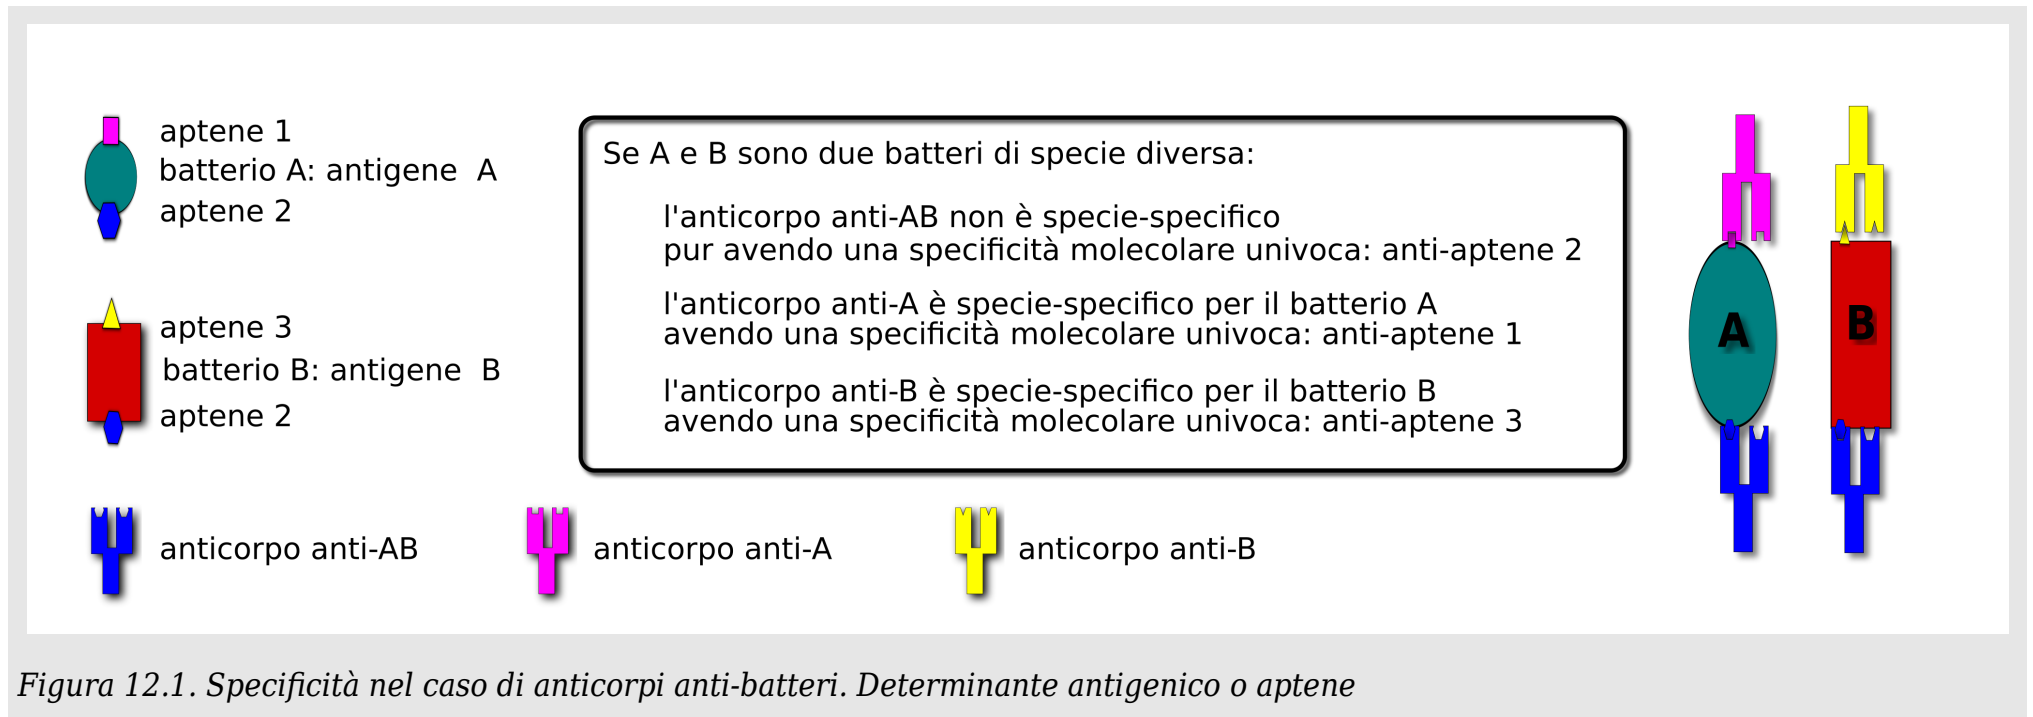 aptene 1
batterio A: antigene A
aptene 2
aptene 3
batterio B: antigene B
aptene 2
Se A e B sono due batteri di specie diversa:
l'anticorpo anti-AB non è specie-specifico
pur avendo una specificità molecolare univoca: anti-aptene 2
l'anticorpo anti-A è specie-specifico per il batterio A
avendo una specificità molecolare univoca: anti-aptene 1
l'anticorpo anti-B è specie-specifico per il batterio B
avendo una specificità molecolare univoca: anti-aptene 3
A
B
anticorpo anti-AB
anticorpo anti-A
anticorpo anti-B
Figura 12.1. Specificità nel caso di anticorpi anti-batteri. Determinante antigenico o aptene